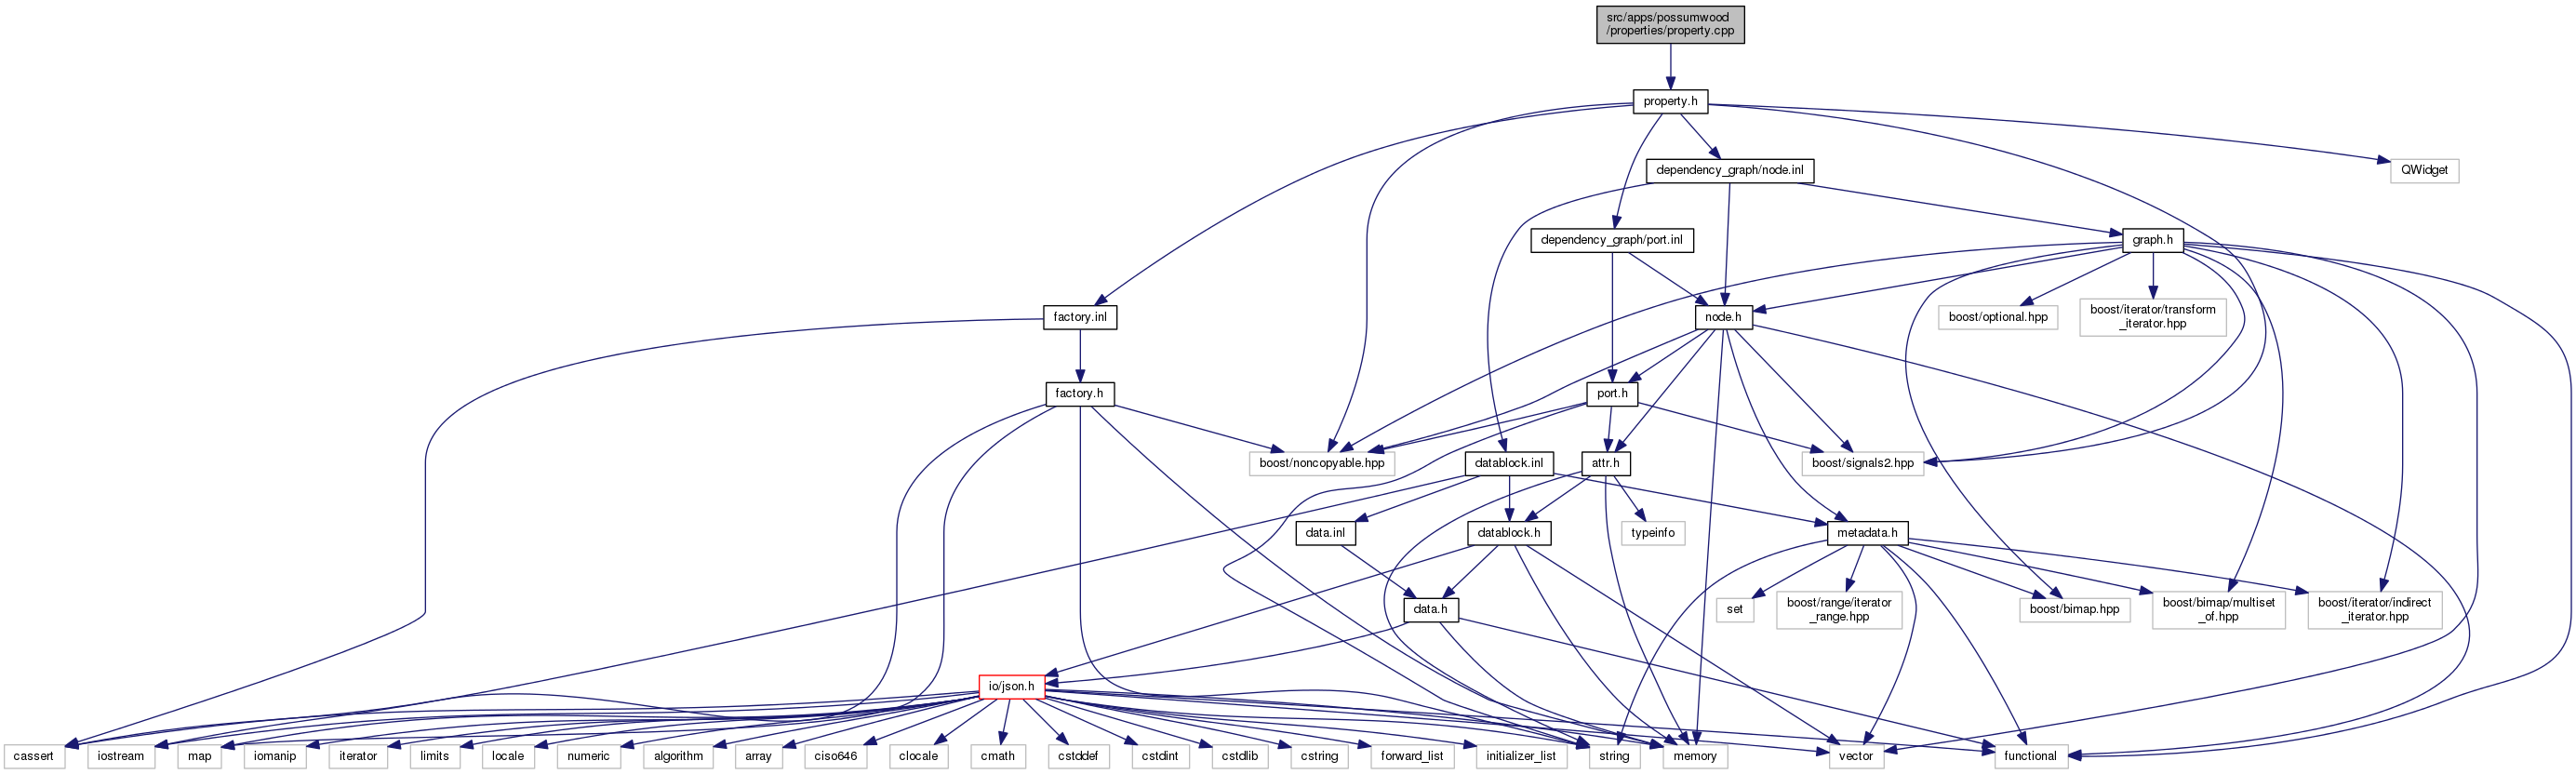 src/apps/possumwood
/properties/property.cpp
property.h
dependency_graph/node.inl
QWidget
dependency_graph/port.inl
graph.h
factory.inl
node.h
boost/optional.hpp
boost/iterator/transform
_iterator.hpp
factory.h
port.h
boost/noncopyable.hpp
datablock.inl
attr.h
boost/signals2.hpp
data.inl
datablock.h
typeinfo
metadata.h
data.h
set
boost/range/iterator
_range.hpp
boost/bimap.hpp
boost/bimap/multiset
_of.hpp
boost/iterator/indirect
_iterator.hpp
io/json.h
cassert
iostream
map
iomanip
iterator
limits
locale
numeric
algorithm
array
ciso646
clocale
cmath
cstddef
cstdint
cstdlib
cstring
forward_list
initializer_list
string
memory
vector
functional